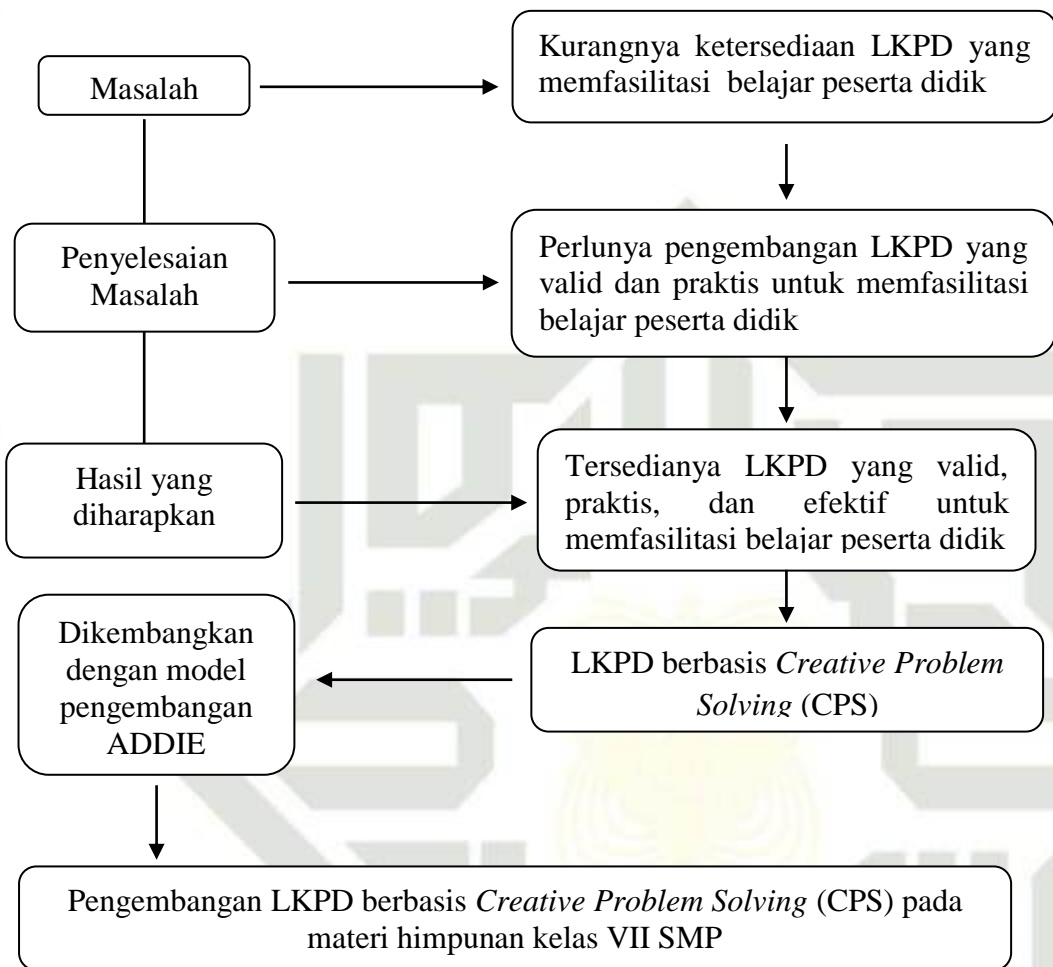 Masalah
Kurangnya ketersediaan LKPD yang
memfasilitasi belajar peserta didik
Penyelesaian
Masalah
Perlunya pengembangan LKPD yang
valid dan praktis untuk memfasilitasi
belajar peserta didik
Hasil yang
diharapkan
Tersedianya LKPD yang valid,
praktis, dan efektif untuk
memfasilitasi belajar peserta didik
LKPD berbasis Creative Problem
Solving (CPS)
Dikembangkan
dengan model
pengembangan
ADDIE
Pengembangan LKPD berbasis Creative Problem Solving (CPS) pada
materi himpunan kelas VII SMP